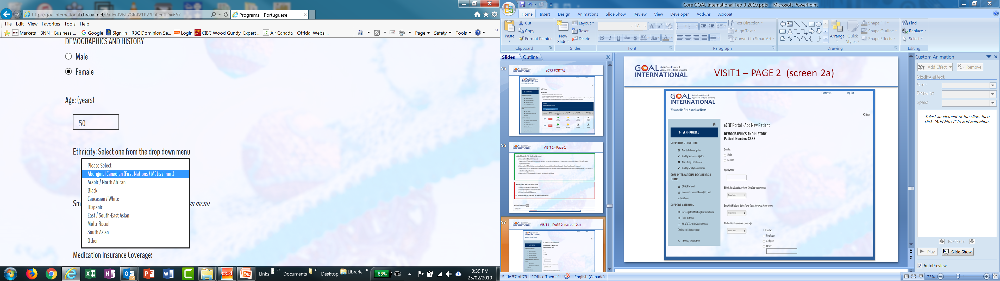 http://goalinternational.chrcuat.net/PatientVisit/GIntV1P2?PatientID=667
Programs - Portuguese
File Edit View Favorites Tools Help
Markets - BNN - Business ... Google Sign-in - RBC Dominion Se... Login CIBC Wood Gundy Expert ... Air Canada - Official Websi...
Page Safety Tools
DEMOGRAPHICS AND HISTORY
Male
Female
Age: (years)
50
Ethnicity: Select one from the drop down menu
Please Select
Aboriginal Canadian (First Nations / Métis / Inuit)
Arabic / North African
Black
Caucasian / White
Hispanic
East / South-East Asian
Multi-Racial
South Asian
Other
menu
Medication Insurance Coverage:
Links
Documents
Desktop
Librarie
88%
3:39 PM
25/02/2019
Core GOAL International Feb 9 2019.pptx - Microsoft PowerPoint
Home Insert Design Animations Slide Show Review View Developer Add-Ins Acrobat
Paste
Cut
Copy
Format Painter
Clipboard
New Slide
Layout
Reset
Delete
Slides
18
Font
Text Direction
Align Text
Convert to SmartArt
Paragraph
Arrange
Quick Styles
Shape Fill
Shape Outline
Shape Effects
Drawing
Find
Replace
Select
Editing
Slides Outline
55
GOAL INTERNATIONAL
eCRF PORTAL
56
GOAL INTERNATIONAL
VISIT 1 - Page 1
57
GOAL INTERNATIONAL
VISIT1 – PAGE 2 (screen 2a)
GOAL INTERNATIONAL
Guidelines Oriented
Approach to Lipid lowering
VISIT1 – PAGE 2 (screen 2a)
GOAL INTERNATIONAL
Guidelines Oriented
Approach to Lipid lowering
Contact Us
Log Out
Welcome Dr. First Name Last Name
Back
eCRF PORTAL
SUPPORTING FUNCTIONS
Add Sub-Investigator
Modify Sub-Investigator
Add Study Coordinator
Modify Study Coordinator
GOAL INTERNATIONAL DOCUMENTS &
FORMS
GOAL Protocol
Informed Consent Form (ICF) and
Instructions
SUPPORT MATERIALS
Investigator Meeting Presentations
ECRF Tutorial
AHA/ACC 2018 Guidelines on
Cholesterol Management
Steering Committee
eCRF Portal - Add New Patient
DEMOGRAPHICS AND HISTORY
Patient Number: XXXX
Gender:
Male
Female
Age: (years)
Ethnicity: Select one from the drop down menu
Please Select
Smoking History: Select one from the drop down menu
Please Select
Medication Insurance Coverage:
Please Select
If Private:
Employer
Self pay
Other
Custom Animation
Add Effect
Remove
Modify effect
Start:
Property:
Speed:
Select an element of the slide, then
click "Add Effect" to add animation.
Re-Order
Play
Slide Show
AutoPreview
Slide 57 of 79
"Office Theme"
English (Canada)
73%